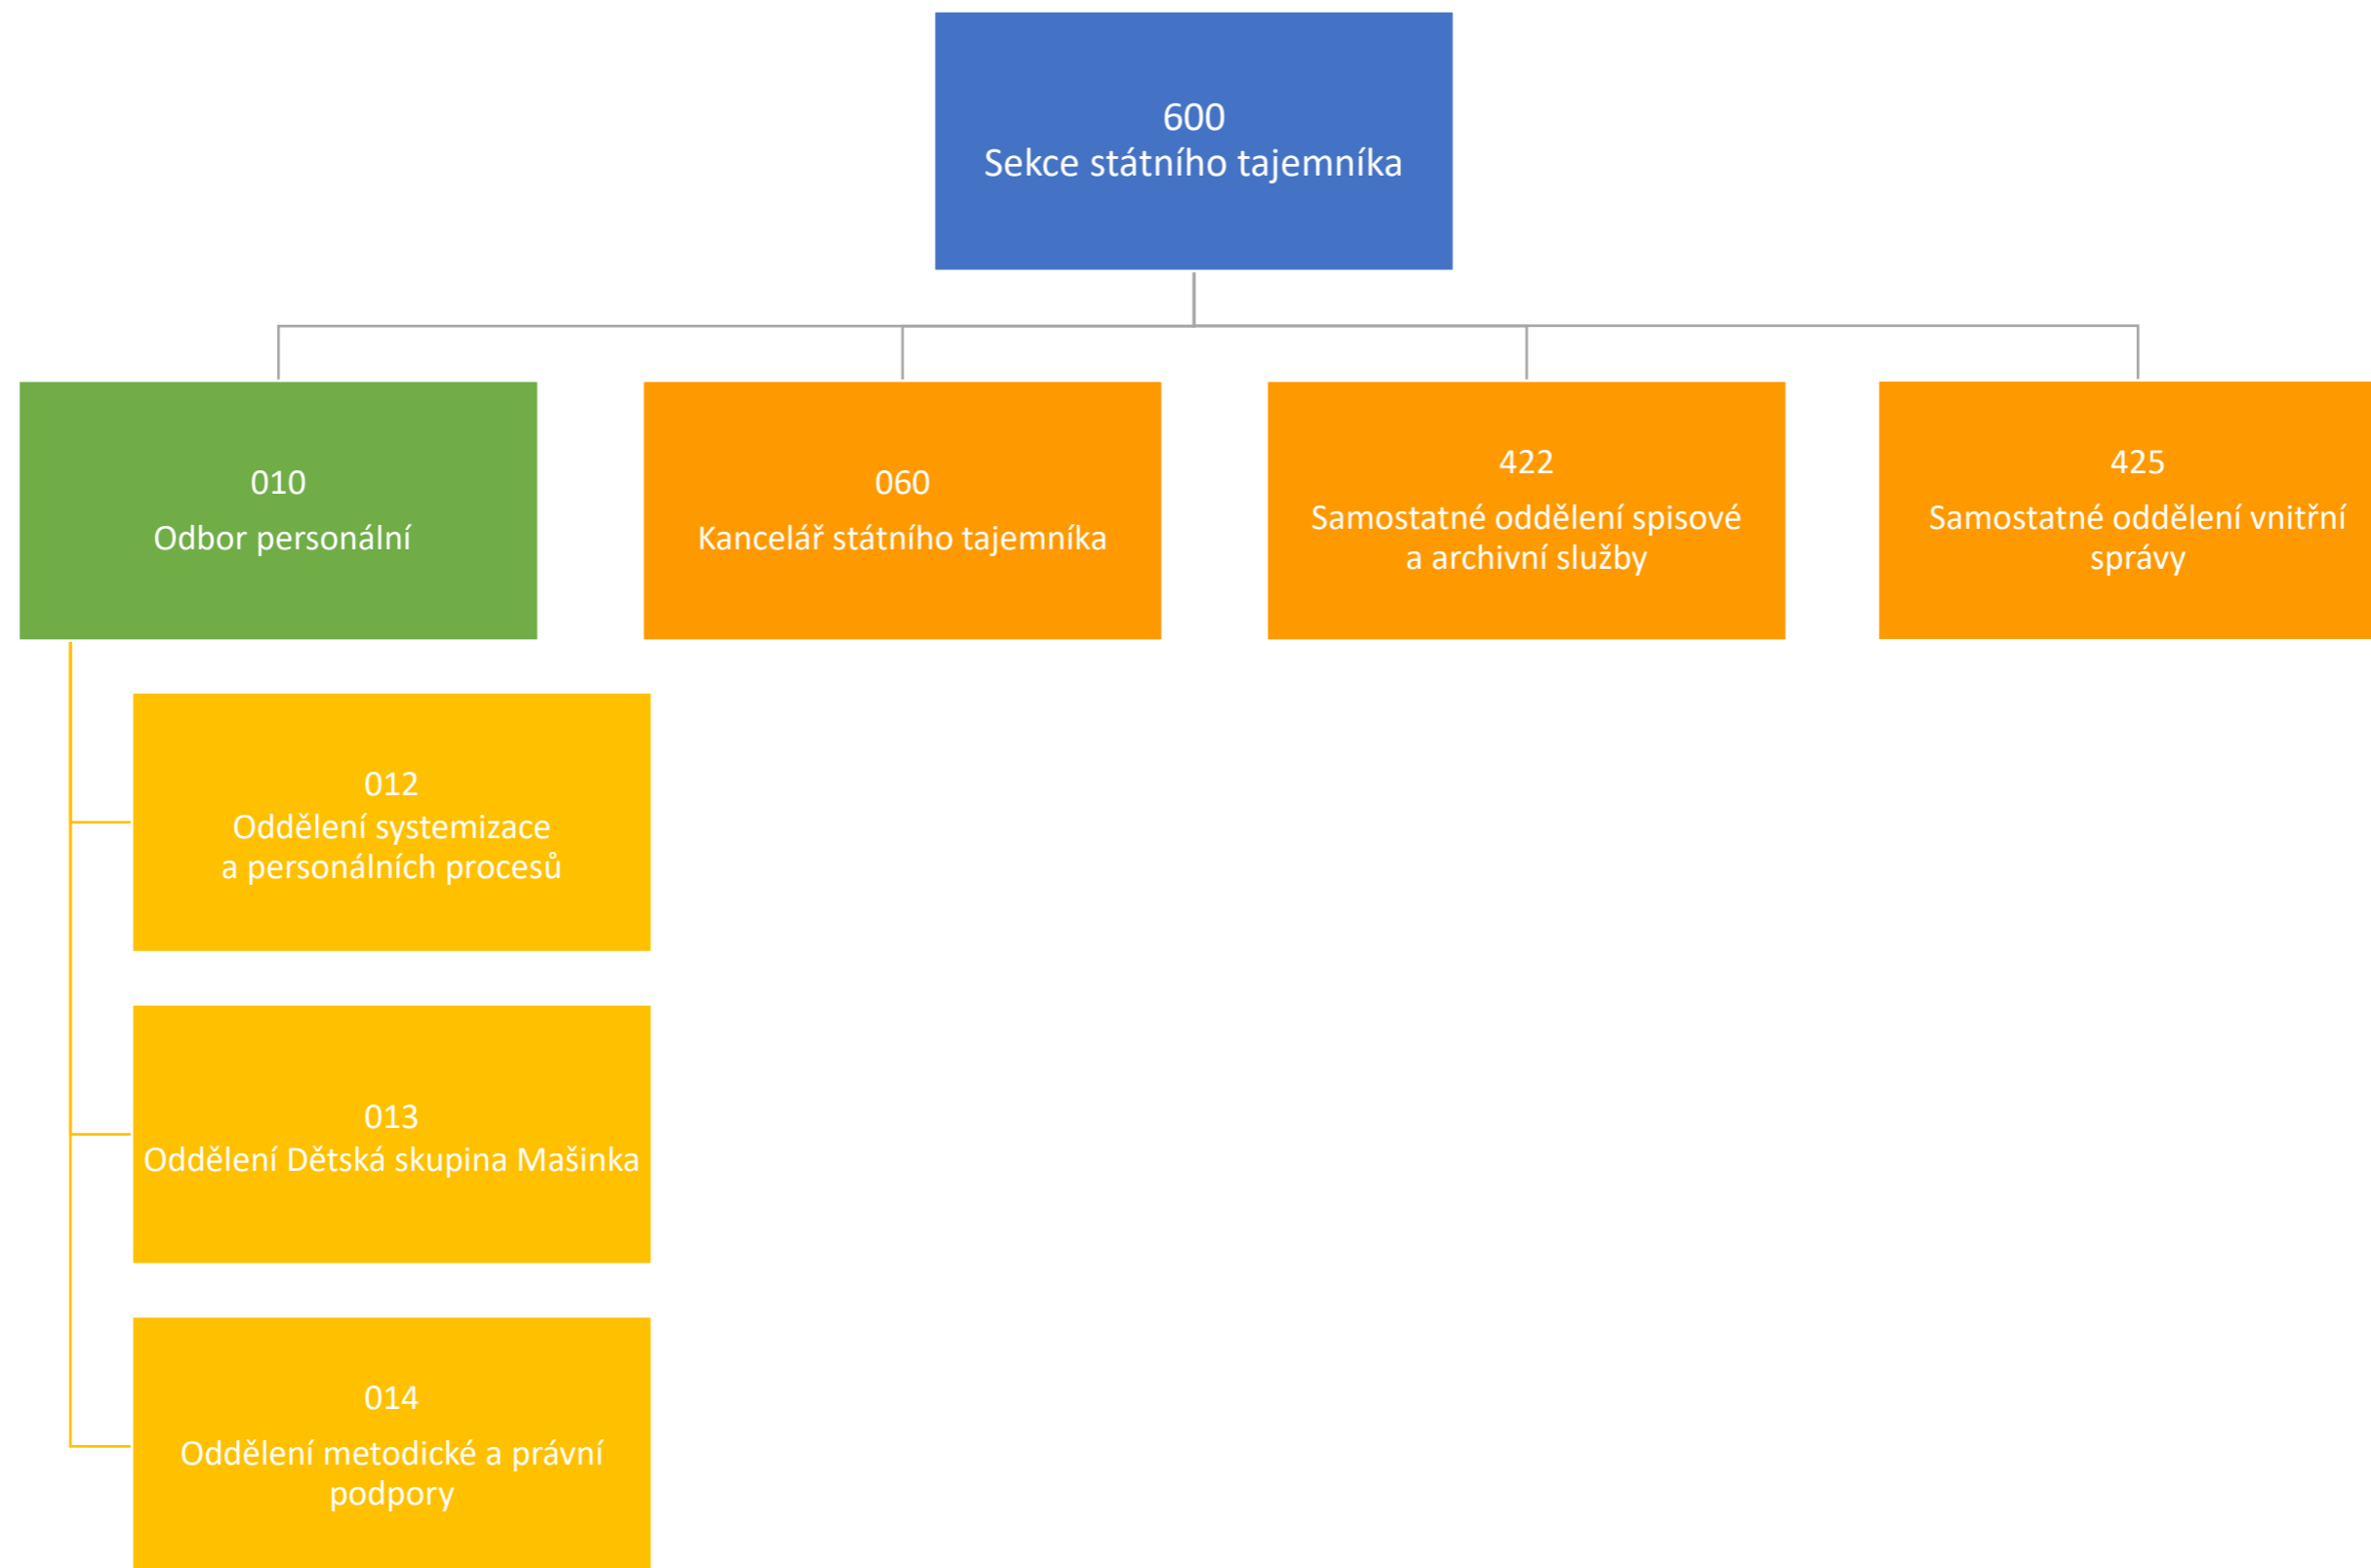 600
Sekce státního tajemníka
010
Odbor personální
060
Kancelář státního tajemníka
422
Samostatné oddělení spisové
a archivní služby
425
Samostatné oddělení vnitřní
správy
012
Oddělení systemizace
a personálních procesů
013
Oddělení Dětská skupina Mašinka
014
Oddělení metodické a právní
podpory